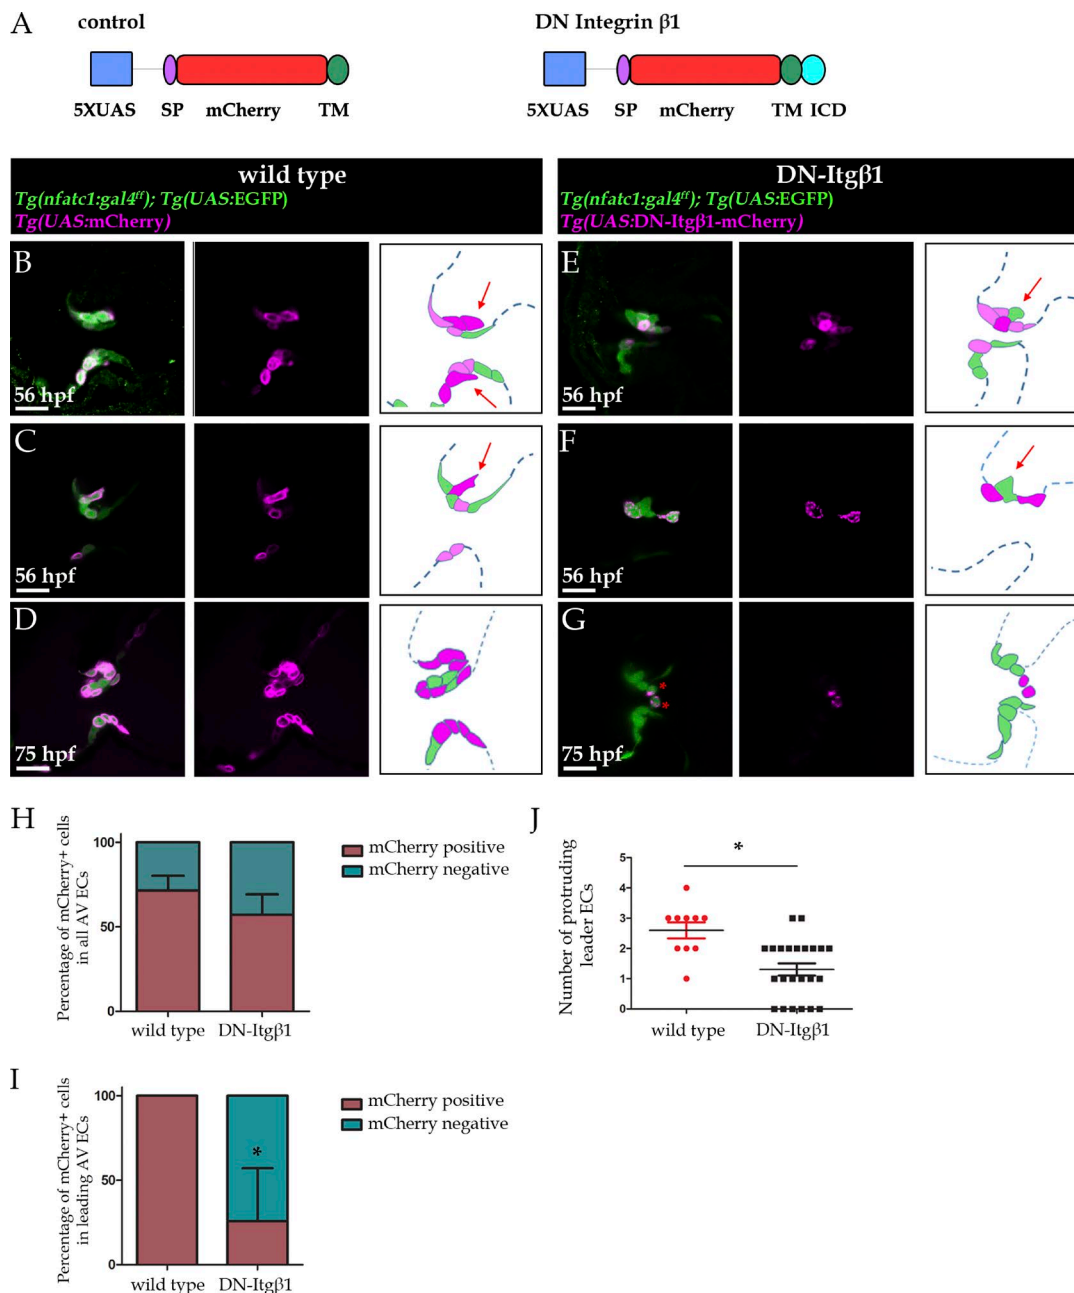 A
control
DN Integrin β1
5XUAS SP mCherry TM
5XUAS SP mCherry TM ICD
wild type
Tg(nfatc1:gal4ff); Tg(UAS:EGFP)
Tg(UAS:mCherry)
DN-Itgβ1
Tg(nfatc1:gal4ff); Tg(UAS:EGFP)
Tg(UAS:DN-Itgβ1-mCherry)
B
56 hpf
E
56 hpf
C
56 hpf
F
56 hpf
D
75 hpf
G
*
*
75 hpf
H
Percentage of mCherry+ cells
in all AV ECs
100
50
0
wild type DN-Itgβ1
mCherry positive
mCherry negative
J
Number of protruding
leader ECs
5
4
3
2
1
0
*
wild type DN-Itgβ1
I
Percentage of mCherry+ cells
in leading AV ECs
100
50
0
*
wild type DN-Itgβ1
mCherry positive
mCherry negative